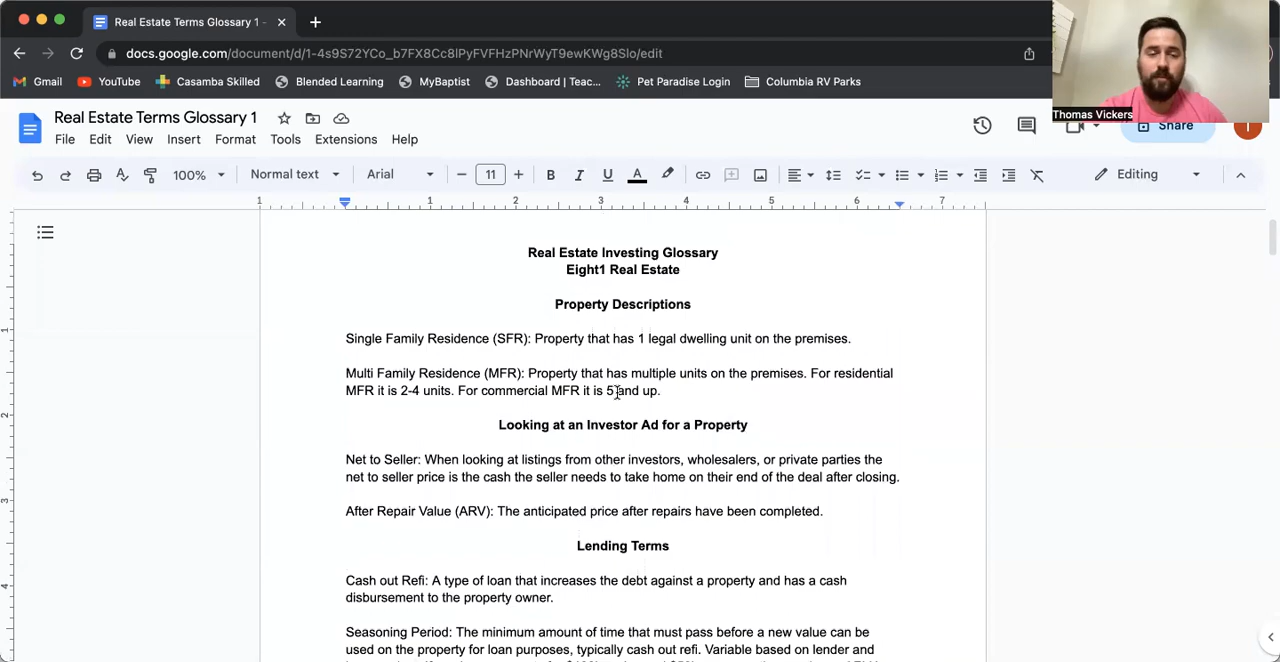 Real Estate Terms Glossary 1 -
docs.google.com/document/d/1-4s9S72YCo_b7FX8Cc8lPyFVFHzPNrWyT9ewKWg8Slo/edit
Gmail YouTube Casamba Skilled Blended Learning MyBaptist Dashboard | Teac... Pet Paradise Login Columbia RV Parks
Thomas Vickers
Real Estate Terms Glossary 1
Share
File Edit View Insert Format Tools Extensions Help
100% Normal text Arial 11 Editing
1 1 2 3 4 5 6 7
Real Estate Investing Glossary
Eight1 Real Estate
Property Descriptions
Single Family Residence (SFR): Property that has 1 legal dwelling unit on the premises.
Multi Family Residence (MFR): Property that has multiple units on the premises. For residential
MFR it is 2-4 units. For commercial MFR it is 5 and up.
Looking at an Investor Ad for a Property
Net to Seller: When looking at listings from other investors, wholesalers, or private parties the
net to seller price is the cash the seller needs to take home on their end of the deal after closing.
After Repair Value (ARV): The anticipated price after repairs have been completed.
Lending Terms
Cash out Refi: A type of loan that increases the debt against a property and has a cash
disbursement to the property owner.
Seasoning Period: The minimum amount of time that must pass before a new value can be
used on the property for loan purposes, typically cash out refi. Variable based on lender and